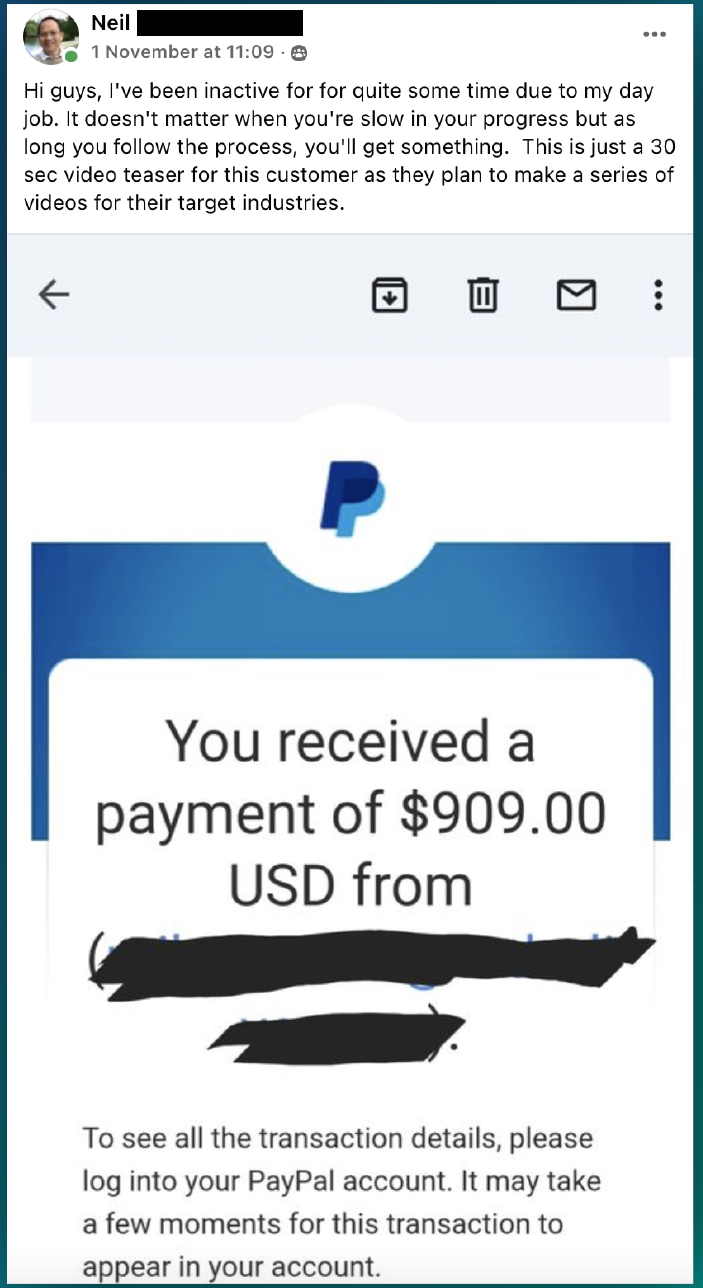 Neil
1 November at 11:09 ·
Hi guys, I've been inactive for for quite some time due to my day
job. It doesn't matter when you're slow in your progress but as
long you follow the process, you'll get something.  This is just a 30
sec video teaser for this customer as they plan to make a series of
videos for their target industries.
You received a
payment of $909.00
USD from
(
).
To see all the transaction details, please
log into your PayPal account. It may take
a few moments for this transaction to
appear in your account.